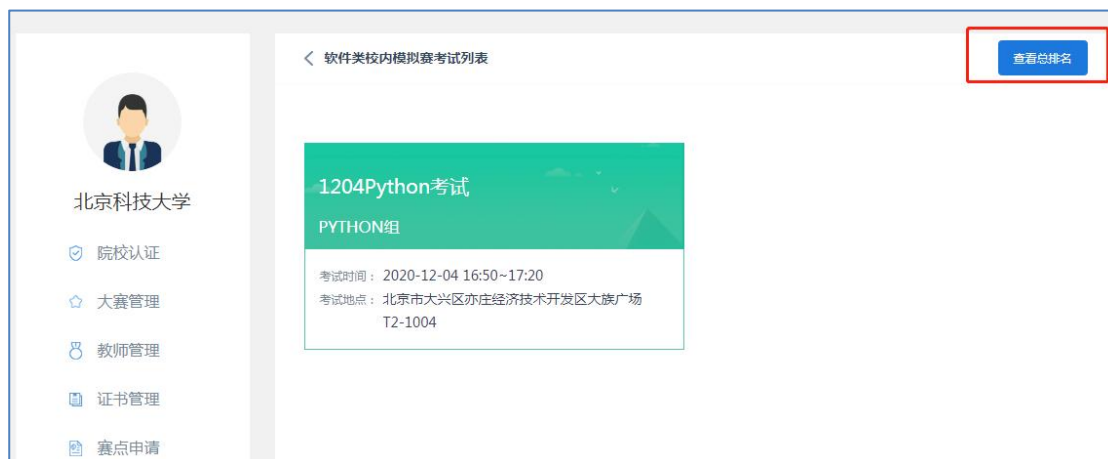 软件类校内模拟赛考试列表
查看总排名
北京科技大学
院校认证
大赛管理
教师管理
证书管理
赛点申请
1204Python考试
PYTHON组
考试时间： 2020-12-04 16:50~17:20
考试地点： 北京市大兴区亦庄经济技术开发区大族广场
T2-1004